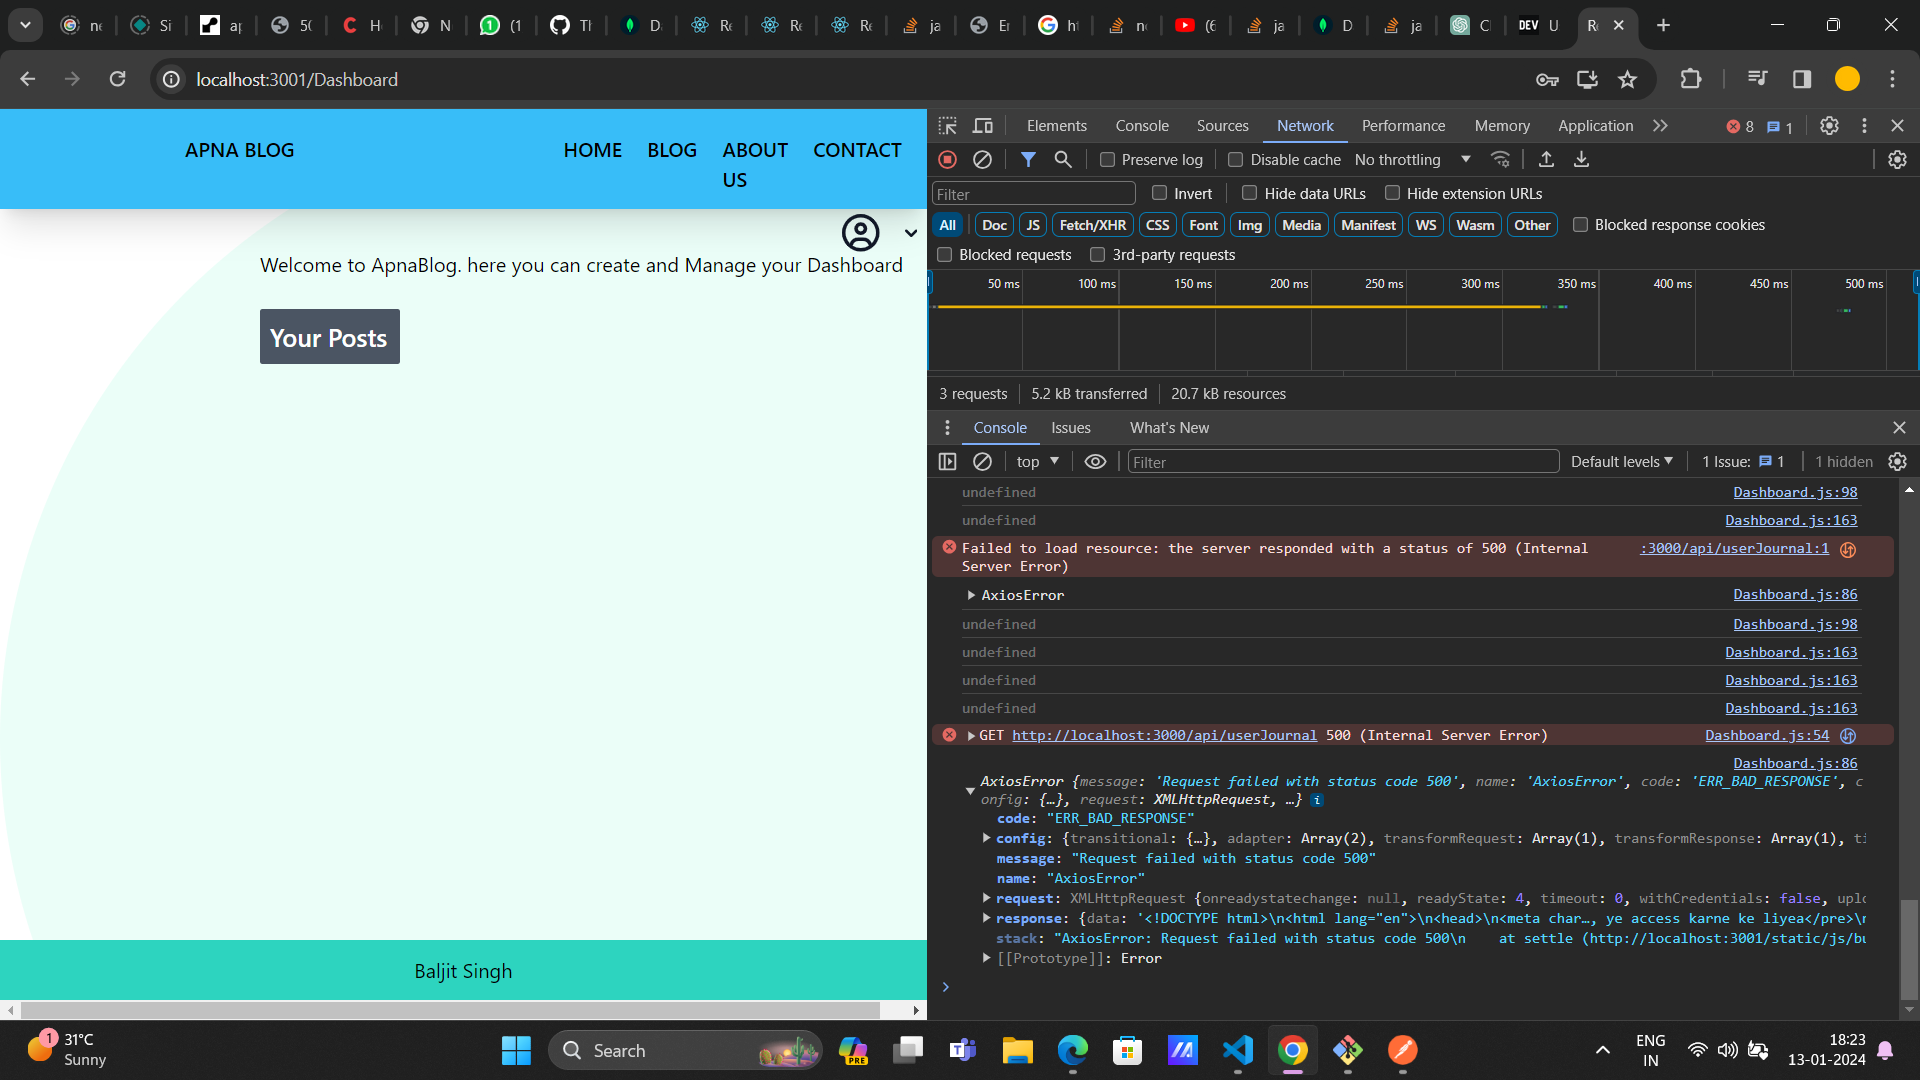 ne
Si
ap
50
H
N
(1
Th
D
Re
Re
Re
ja
Er
ht
ne
(6
ja
D
ja
C
DEV U
Re
localhost:3001/Dashboard
APNA BLOG
HOME
BLOG
ABOUT
US
CONTACT
Welcome to ApnaBlog. here you can create and Manage your Dashboard
Your Posts
Baljit Singh
Elements Console Sources Network Performance Memory Application 8 1
Preserve log Disable cache No throttling
Filter Invert Hide data URLs Hide extension URLs
All Doc JS Fetch/XHR CSS Font Img Media Manifest WS Wasm Other Blocked response cookies
Blocked requests 3rd-party requests
50 ms 100 ms 150 ms 200 ms 250 ms 300 ms 350 ms 400 ms 450 ms 500 ms
3 requests 5.2 kB transferred 20.7 kB resources
Console Issues What's New
top Filter Default levels 1 Issue: 1 1 hidden
undefined Dashboard.js:98
undefined Dashboard.js:163
Failed to load resource: the server responded with a status of 500 (Internal :3000/api/userJournal:1
Server Error)
AxiosError Dashboard.js:86
undefined Dashboard.js:98
undefined Dashboard.js:163
undefined Dashboard.js:163
undefined Dashboard.js:163
GET http://localhost:3000/api/userJournal 500 (Internal Server Error) Dashboard.js:54
Dashboard.js:86
AxiosError {message: 'Request failed with status code 500', name: 'AxiosError', code: 'ERR_BAD_RESPONSE', c
onfig: {…}, request: XMLHttpRequest, …} i
code: "ERR_BAD_RESPONSE"
config: {transitional: {…}, adapter: Array(2), transformRequest: Array(1), transformResponse: Array(1), ti
message: "Request failed with status code 500"
name: "AxiosError"
request: XMLHttpRequest {onreadystatechange: null, readyState: 4, timeout: 0, withCredentials: false, uplo
response: {data: '<!DOCTYPE html>\n<html lang="en">\n<head>\n<meta char…, ye access karne ke liyea</pre>\n
stack: "AxiosError: Request failed with status code 500\n    at settle (http://localhost:3001/static/js/bu
[[Prototype]]: Error
1
31°C
Sunny
Search
PRE
ENG
IN
18:23
13-01-2024